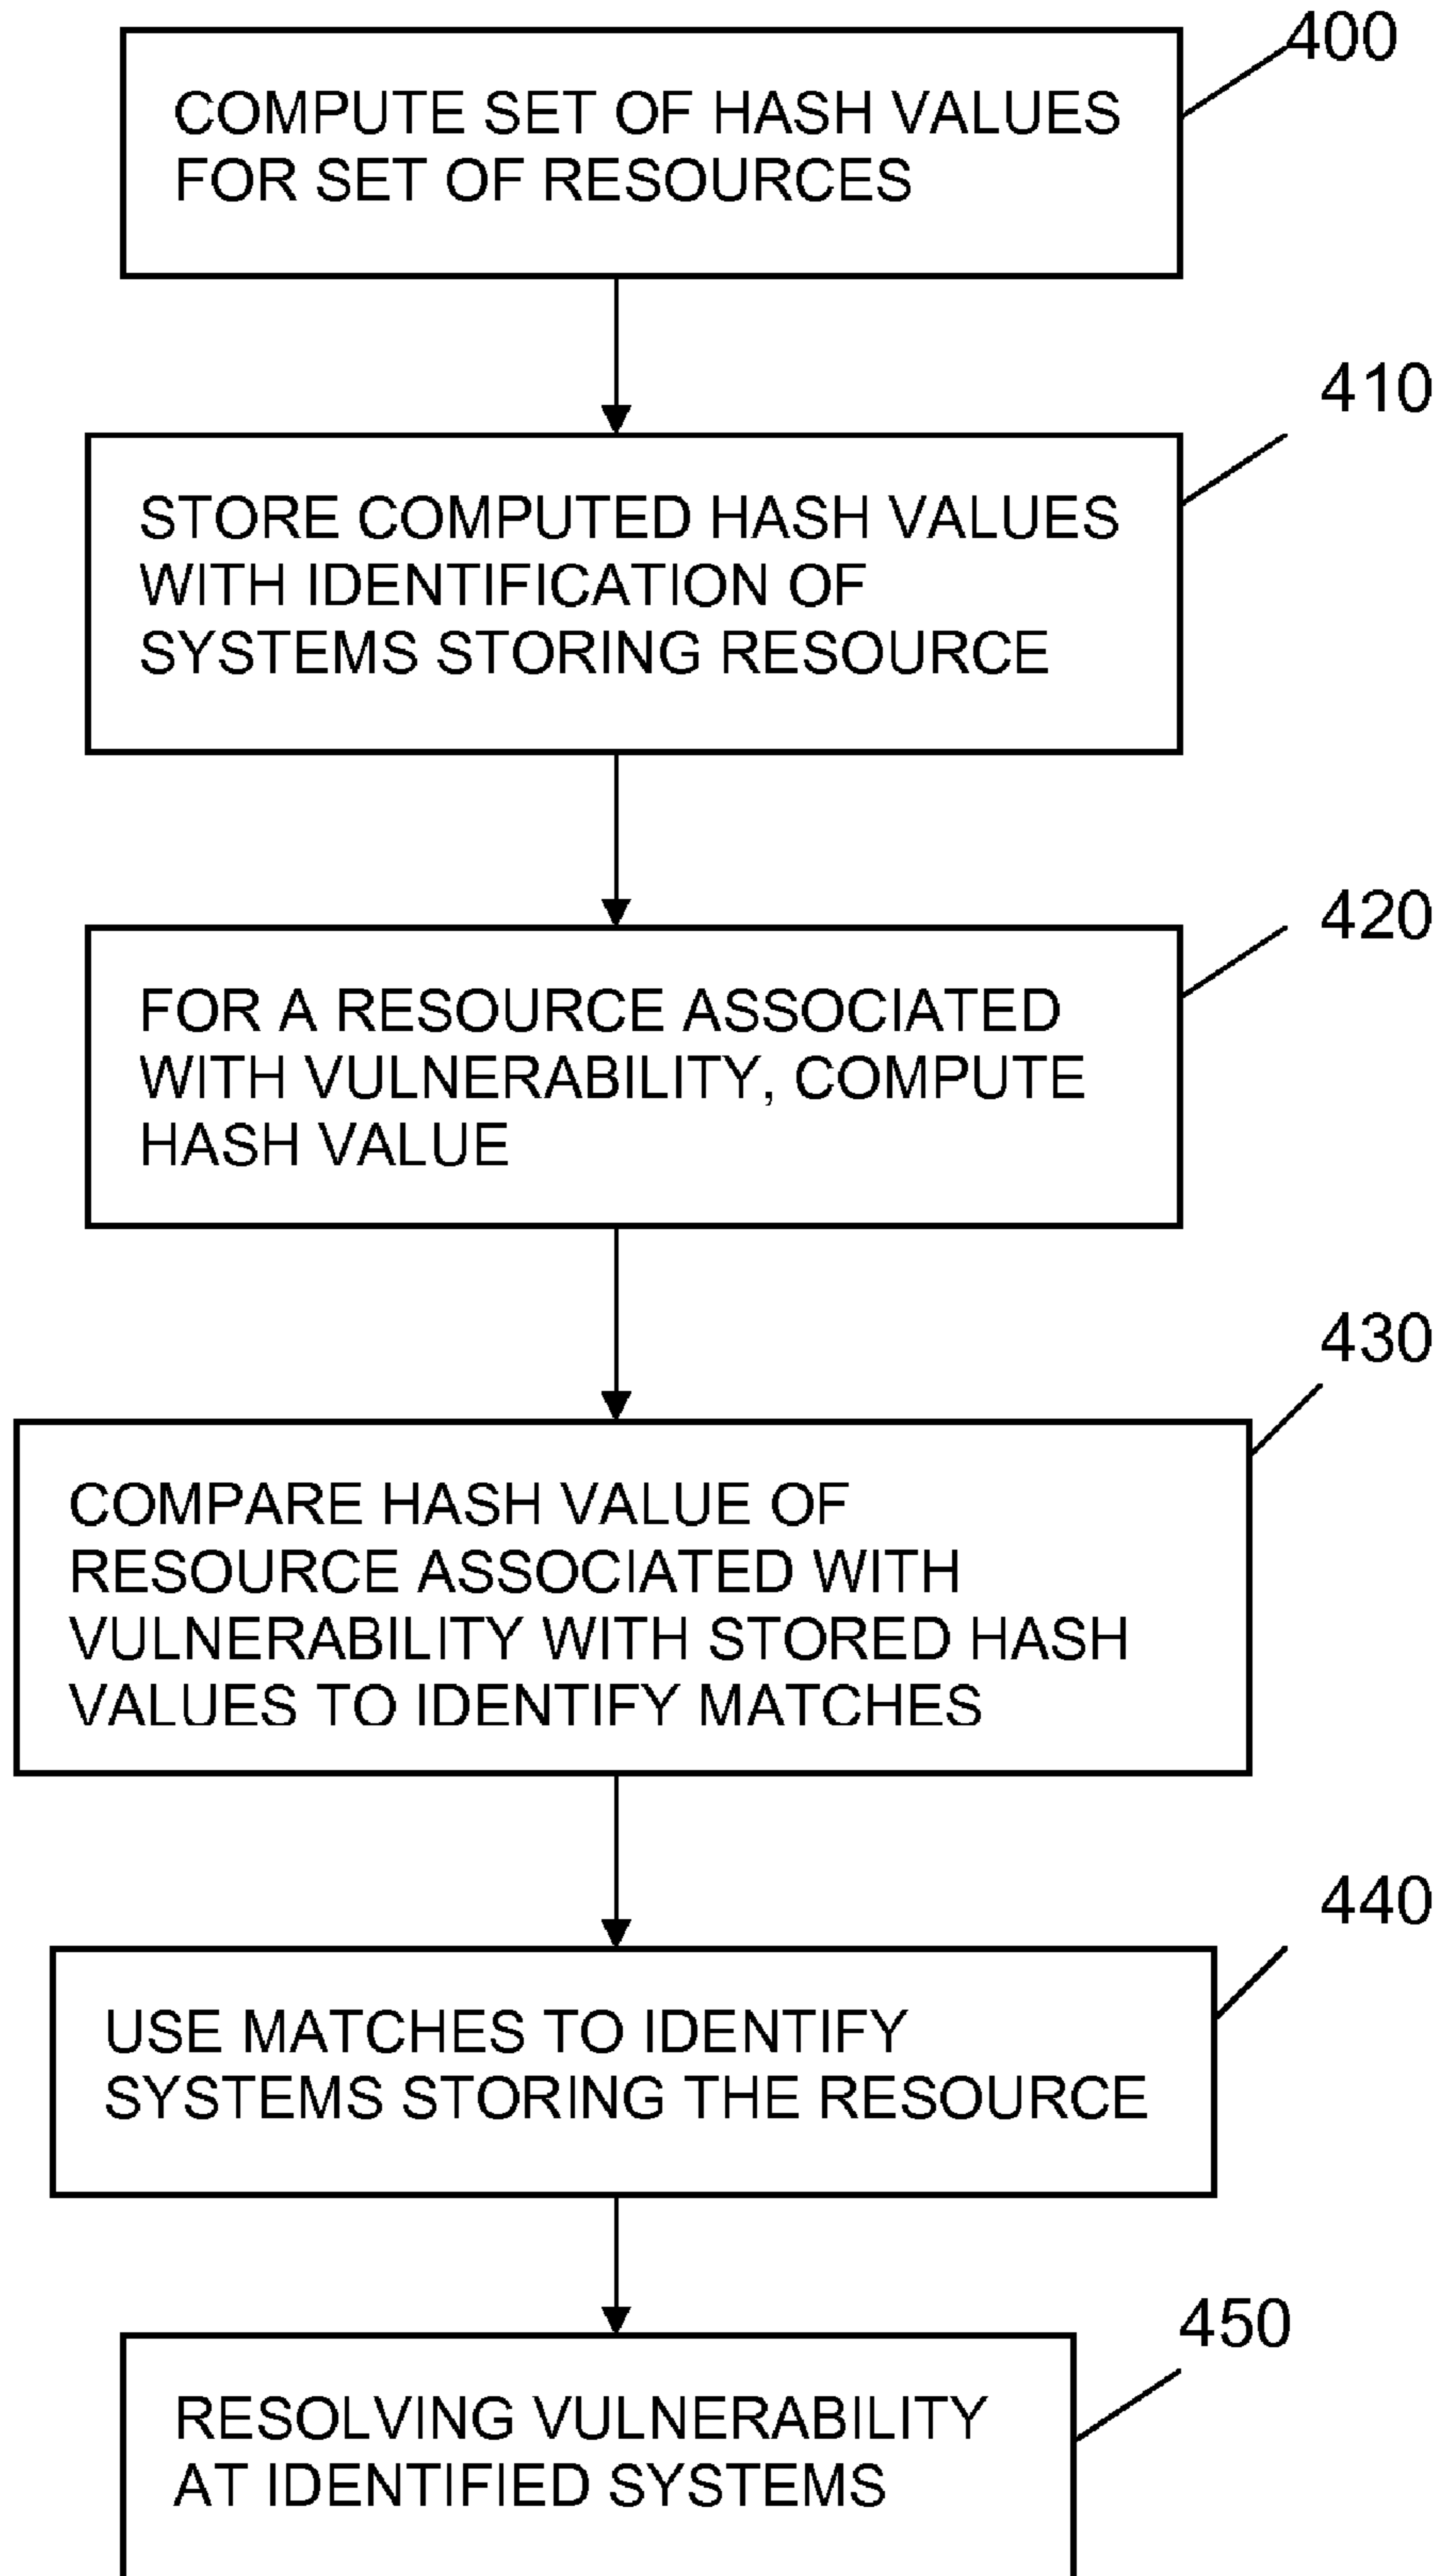 400
COMPUTE SET OF HASH VALUES
FOR SET OF RESOURCES
410
STORE COMPUTED HASH VALUES
WITH IDENTIFICATION OF
SYSTEMS STORING RESOURCE
420
FOR A RESOURCE ASSOCIATED
WITH VULNERABILITY, COMPUTE
HASH VALUE
430
COMPARE HASH VALUE OF
RESOURCE ASSOCIATED WITH
VULNERABILITY WITH STORED HASH
VALUES TO IDENTIFY MATCHES
440
USE MATCHES TO IDENTIFY
SYSTEMS STORING THE RESOURCE
450
RESOLVING VULNERABILITY
AT IDENTIFIED SYSTEMS